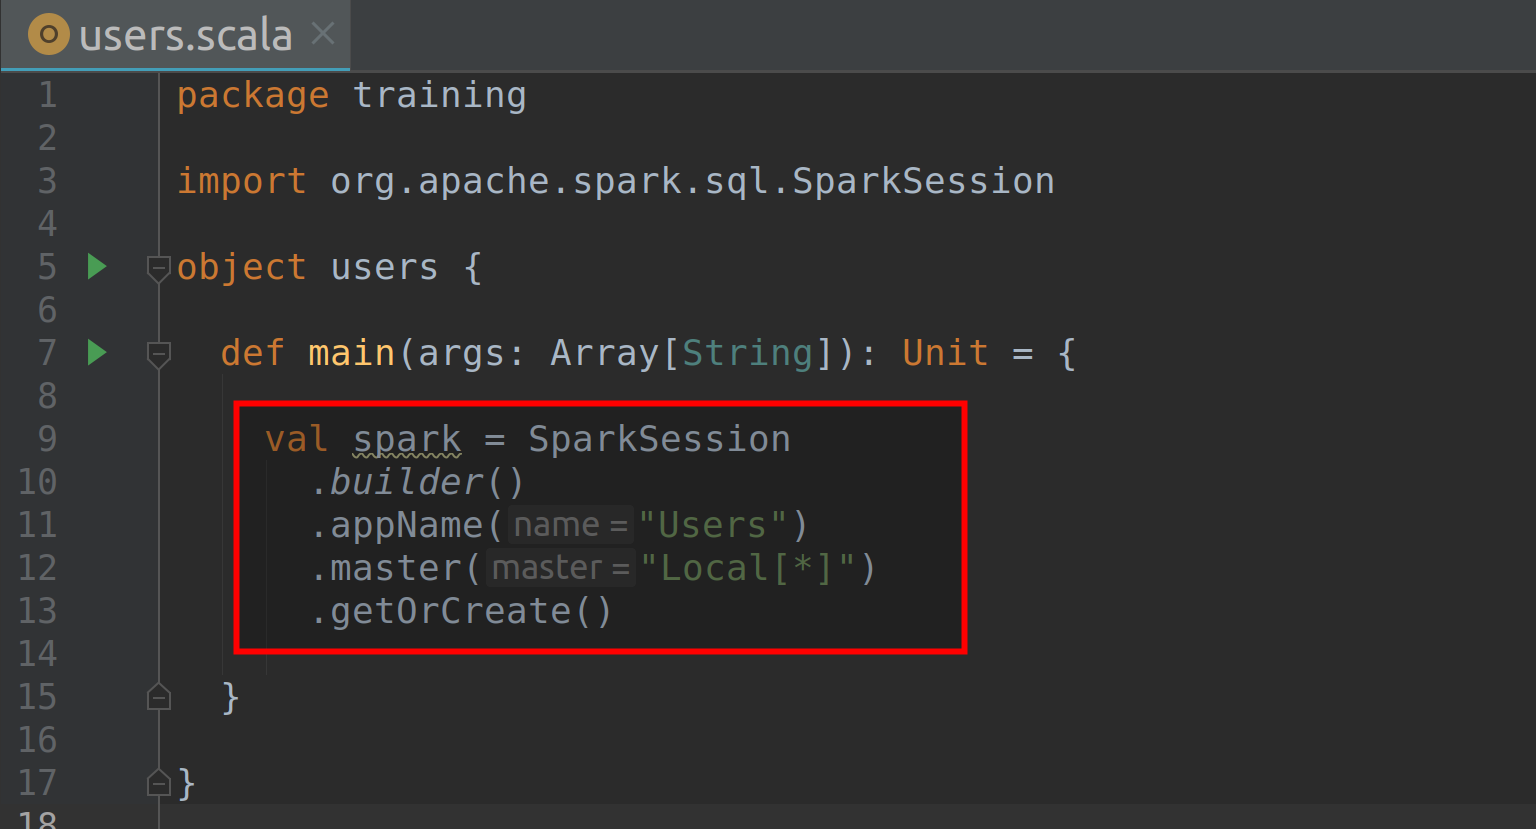 users.scala
1 package training
2
3 import org.apache.spark.sql.SparkSession
4
5 object users {
6
7 def main(args: Array[String]): Unit = {
8
9 val spark = SparkSession
10 .builder()
11 .appName( name = "Users")
12 .master( master = "Local[*]")
13 .getOrCreate()
14
15 }
16
17 }
18